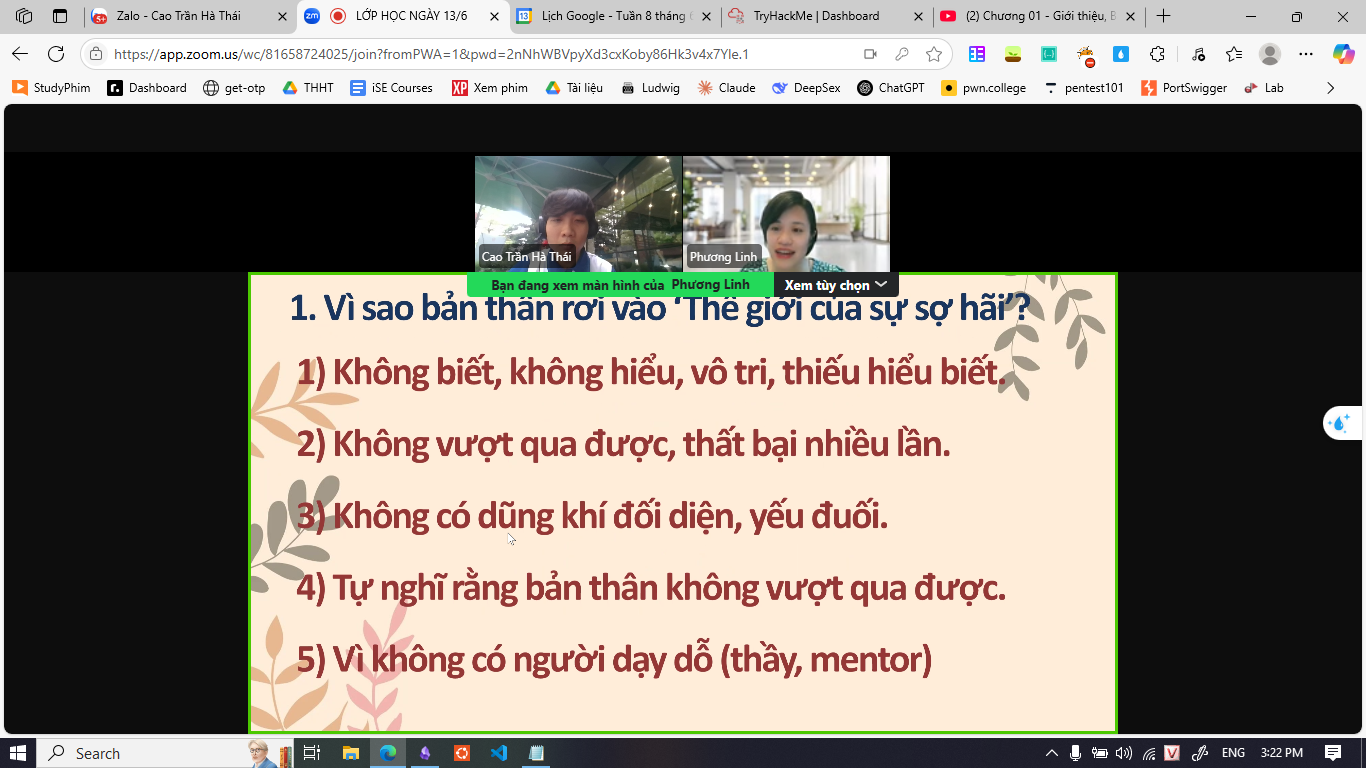 Zalo - Cao Trần Hà Thái
LỚP HỌC NGÀY 13/6
Lịch Google - Tuần 8 tháng
TryHackMe | Dashboard
(2) Chương 01 - Giới thiệu, B
https://app.zoom.us/wc/81658724025/join?fromPWA=1&pwd=2nNhWBVpyXd3cxKoby86Hk3v4x7YIe.1
StudyPhim
Dashboard
get-otp
THHT
iSE Courses
Xem phim
Tài liệu
Ludwig
Claude
DeepSex
ChatGPT
pwn.college
pentest101
PortSwigger
Lab
Cao Trần Hà Thái
Phương Linh
Bạn đang xem màn hình của Phương Linh
Xem tùy chọn
1. Vì sao bản thân rơi vào ‘Thế giới của sự sợ hãi’?
1) Không biết, không hiểu, vô tri, thiếu hiểu biết.
2) Không vượt qua được, thất bại nhiều lần.
3) Không có dũng khí đối diện, yếu đuối.
4) Tự nghĩ rằng bản thân không vượt qua được.
5) Vì không có người dạy dỗ (thầy, mentor)
Search
ENG
3:22 PM